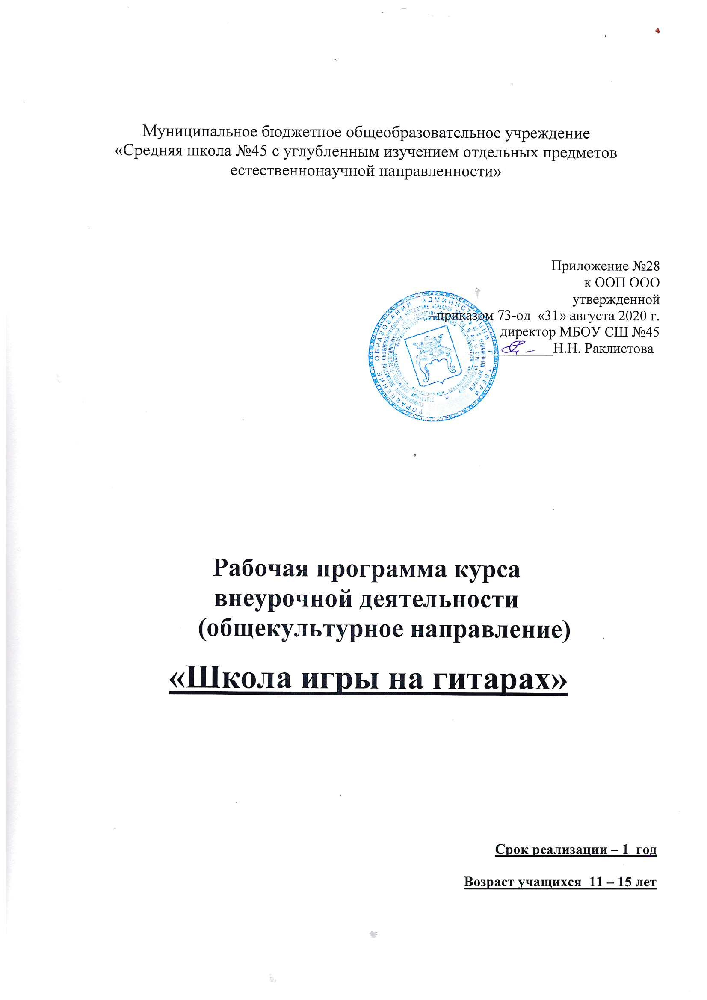 Муниципальное бюджетное общеобразовательное учреждение
«Средняя школа №45 с углубленным изучением отдельных предметов
естественнонаучной направленности»
Приложение №28
к ООП ООО
утвержденной
приказом 73-од «31» августа 2020 г.
директор МБОУ СШ №45
____________Н.Н. Раклистова
УПРАВЛЕНИЕ ОБРАЗОВАНИЯ АДМИНИСТРАЦИИ Г. ТВЕРИ
Рабочая программа курса
внеурочной деятельности
(общекультурное направление)
«Школа игры на гитарах»
Срок реализации – 1 год
Возраст учащихся 11 – 15 лет